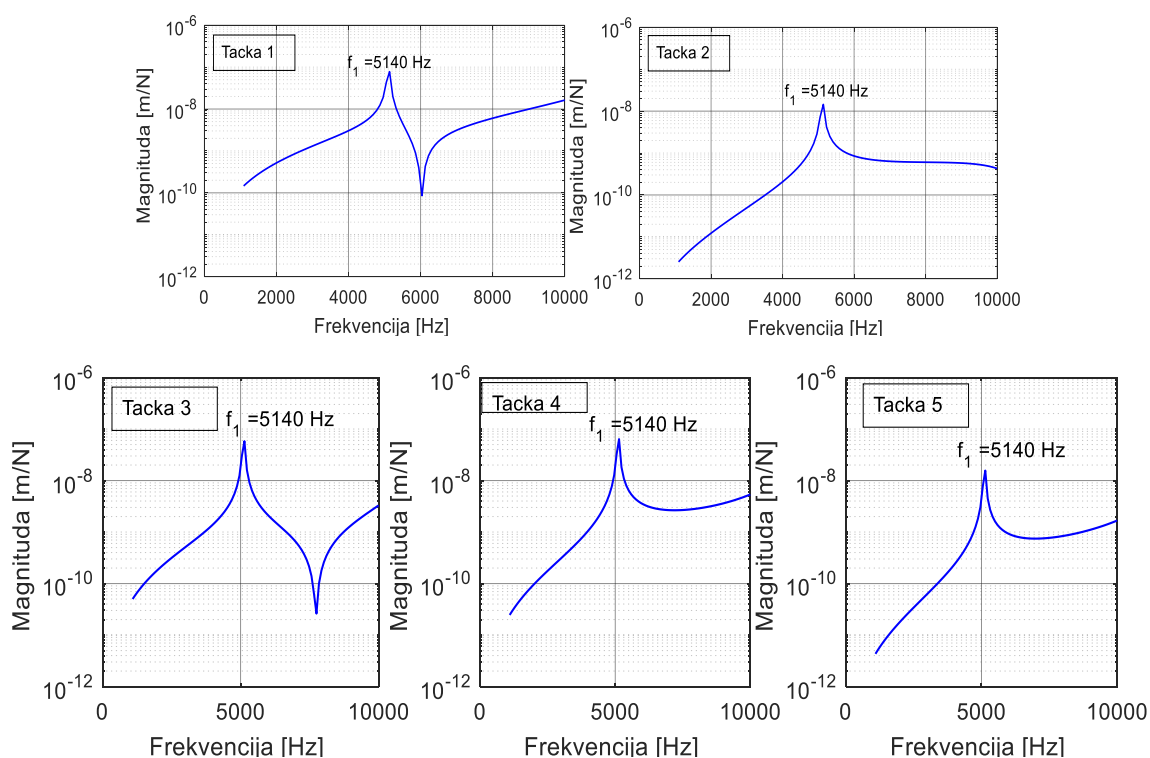 Tacka 1
f1 =5140 Hz
Magnituda [m/N]
10-6
10-8
10-10
10-12
0 2000 4000 6000 8000 10000
Frekvencija [Hz]
Tacka 2
f1 =5140 Hz
Magnituda [m/N]
10-6
10-8
10-10
10-12
0 2000 4000 6000 8000 10000
Frekvencija [Hz]
Tacka 3
f1 =5140 Hz
Magnituda [m/N]
10-6
10-8
10-10
10-12
0 5000 10000
Frekvencija [Hz]
Tacka 4
f1 =5140 Hz
Magnituda [m/N]
10-6
10-8
10-10
10-12
0 5000 10000
Frekvencija [Hz]
Tacka 5
f1 =5140 Hz
Magnituda [m/N]
10-6
10-8
10-10
10-12
0 5000 10000
Frekvencija [Hz]